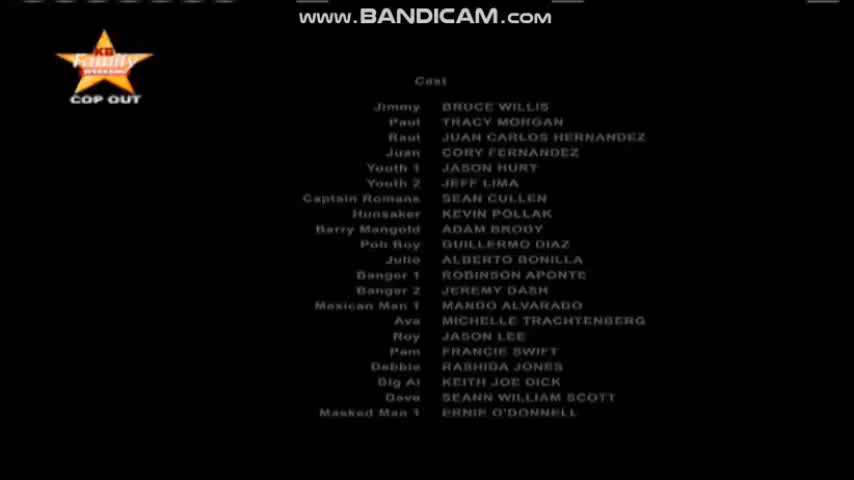 www.BANDICAM.com
XD
Family
WEEKEND
COP OUT
Cast
Jimmy BRUCE WILLIS
Paul TRACY MORGAN
Raul JUAN CARLOS HERNANDEZ
Juan CORY FERNANDEZ
Youth 1 JASON HURT
Youth 2 JEFF LIMA
Captain Romans SEAN CULLEN
Hunsaker KEVIN POLLAK
Barry Mangold ADAM BRODY
Poh Boy GUILLERMO DIAZ
Julio ALBERTO BONILLA
Banger 1 ROBINSON APONTE
Banger 2 JEREMY DASH
Mexican Man 1 MANDO ALVARADO
Ava MICHELLE TRACHTENBERG
Roy JASON LEE
Pam FRANCIE SWIFT
Debbie RASHIDA JONES
Big Al KEITH JOE DICK
Dave SEANN WILLIAM SCOTT
Masked Man 1 ERNIE O'DONNELL